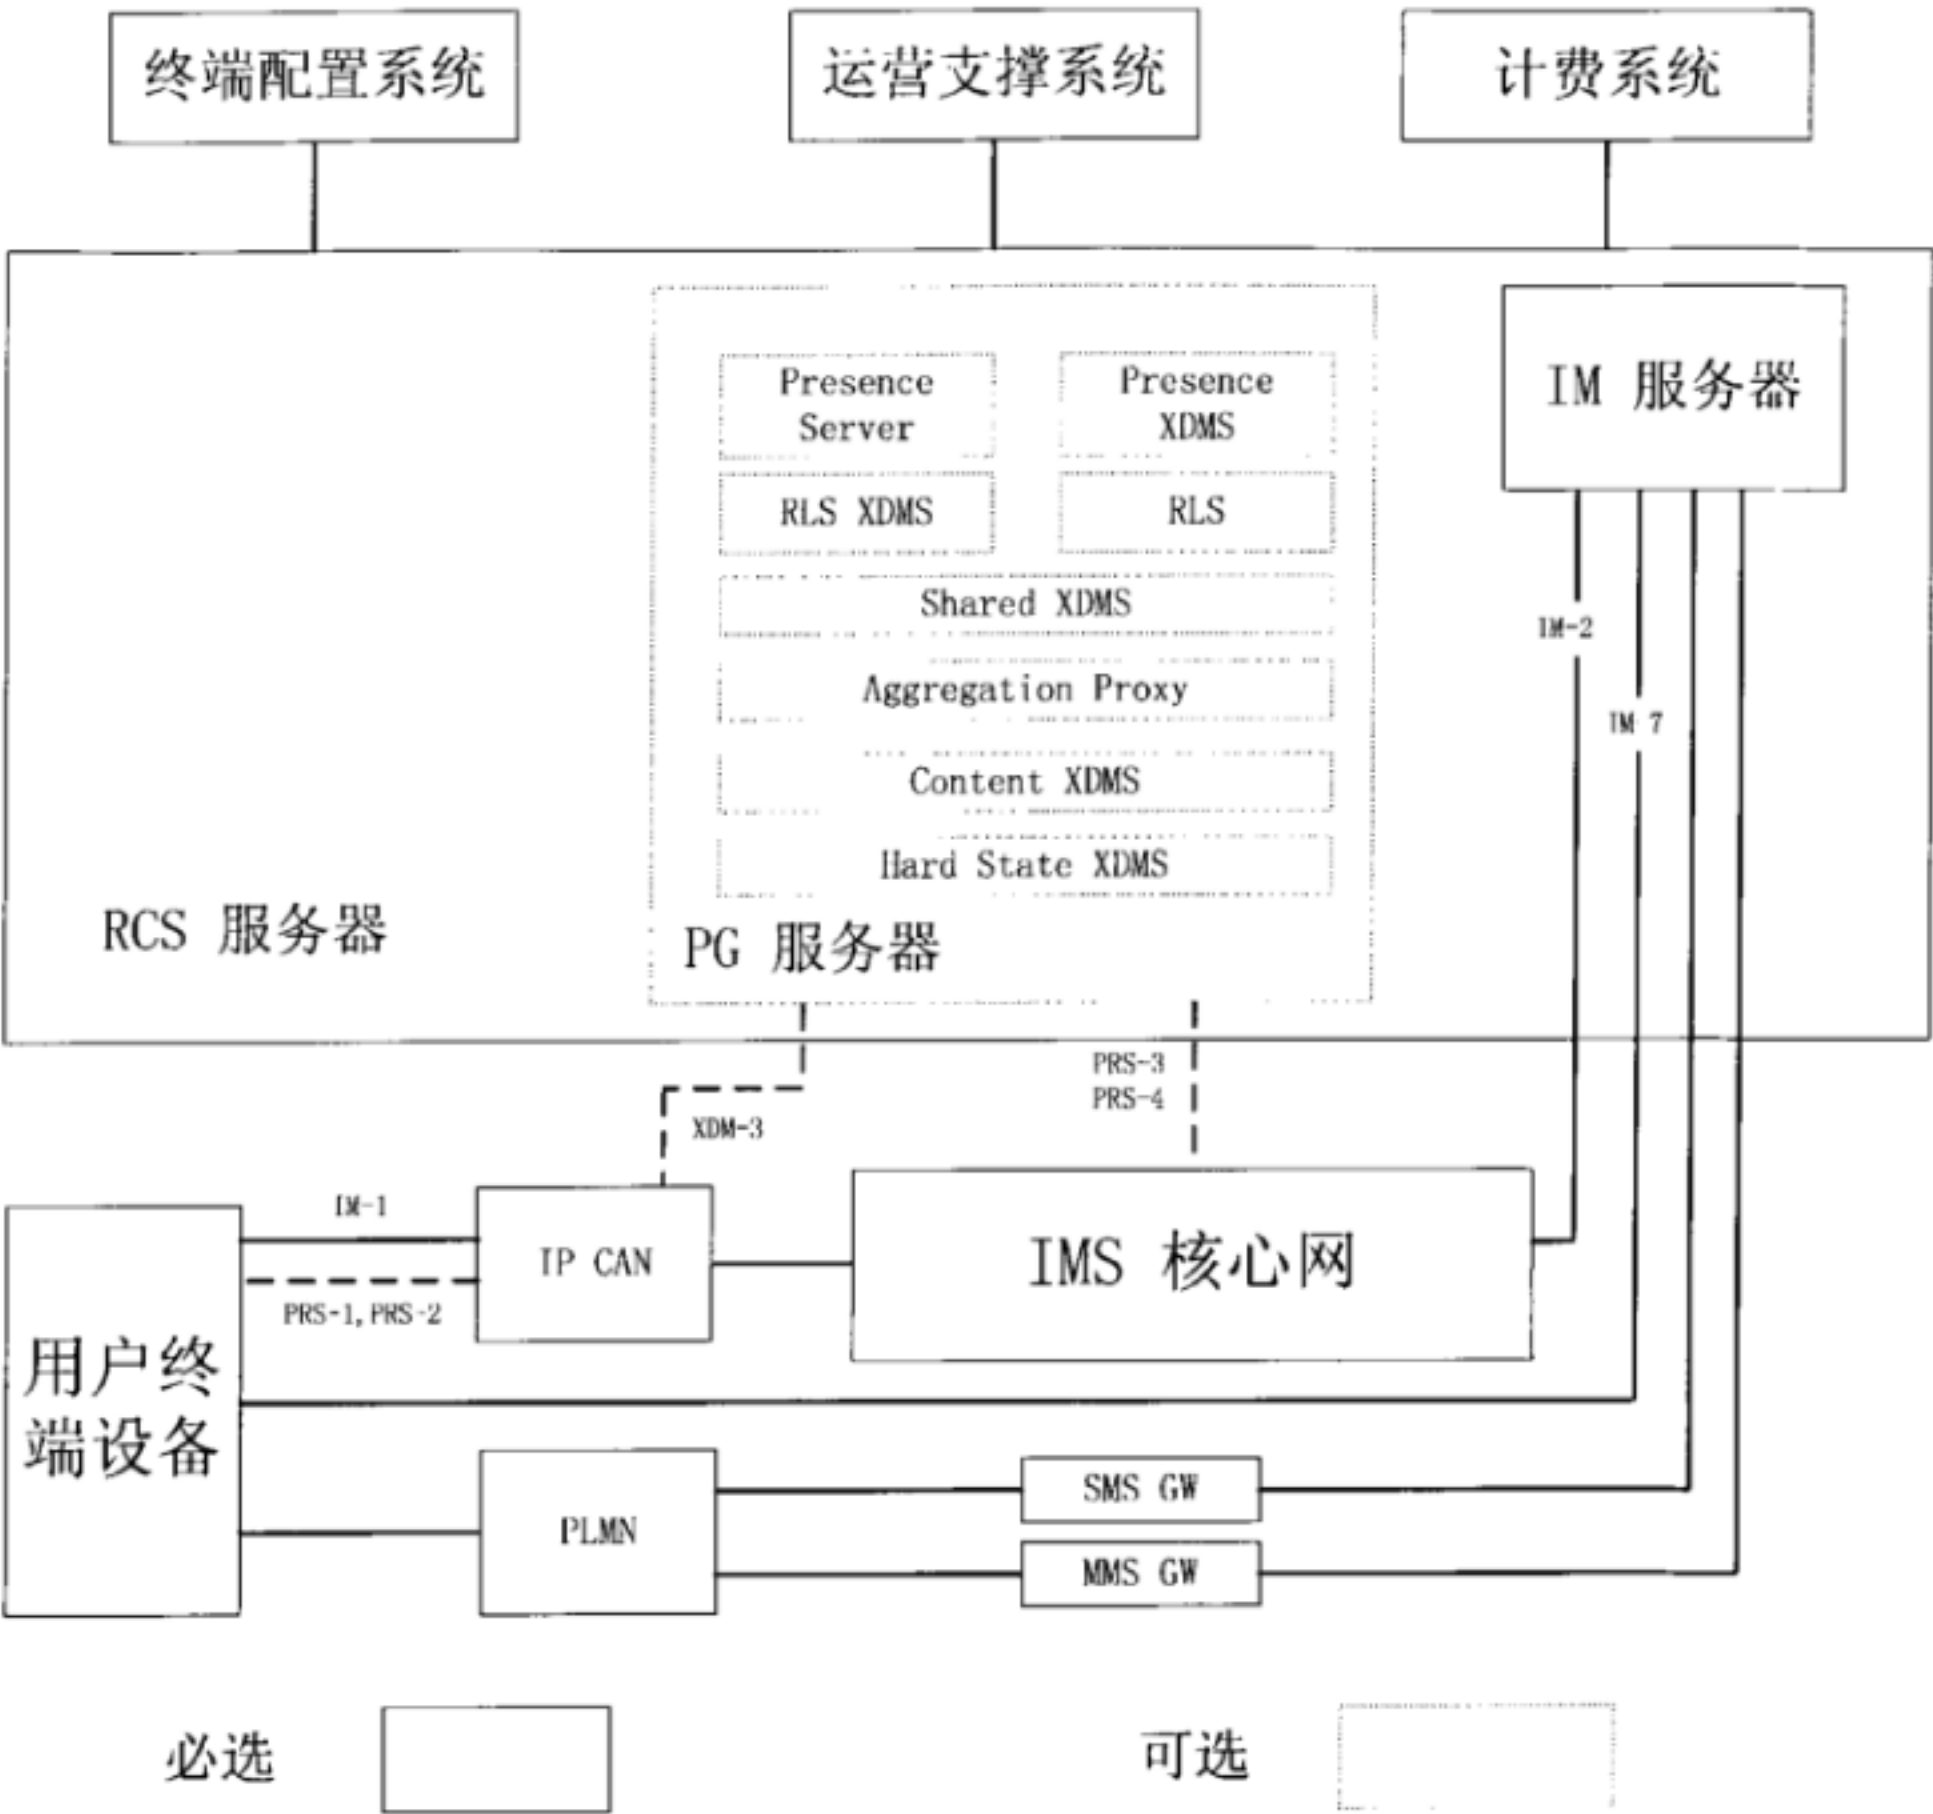 终端配置系统
运营支撑系统
计费系统
Presence
Server
Presence
XDMS
IM 服务器
RLS XDMS
RLS
Shared XDMS
IM-2
Aggregation Proxy
IM 7
Content XDMS
Hard State XDMS
RCS 服务器
PG 服务器
PRS-3
PRS-4
XDM-3
IM-1
IP CAN
IMS 核心网
PRS-1, PRS-2
用户终
端设备
SMS GW
PLMN
MMS GW
必选
可选